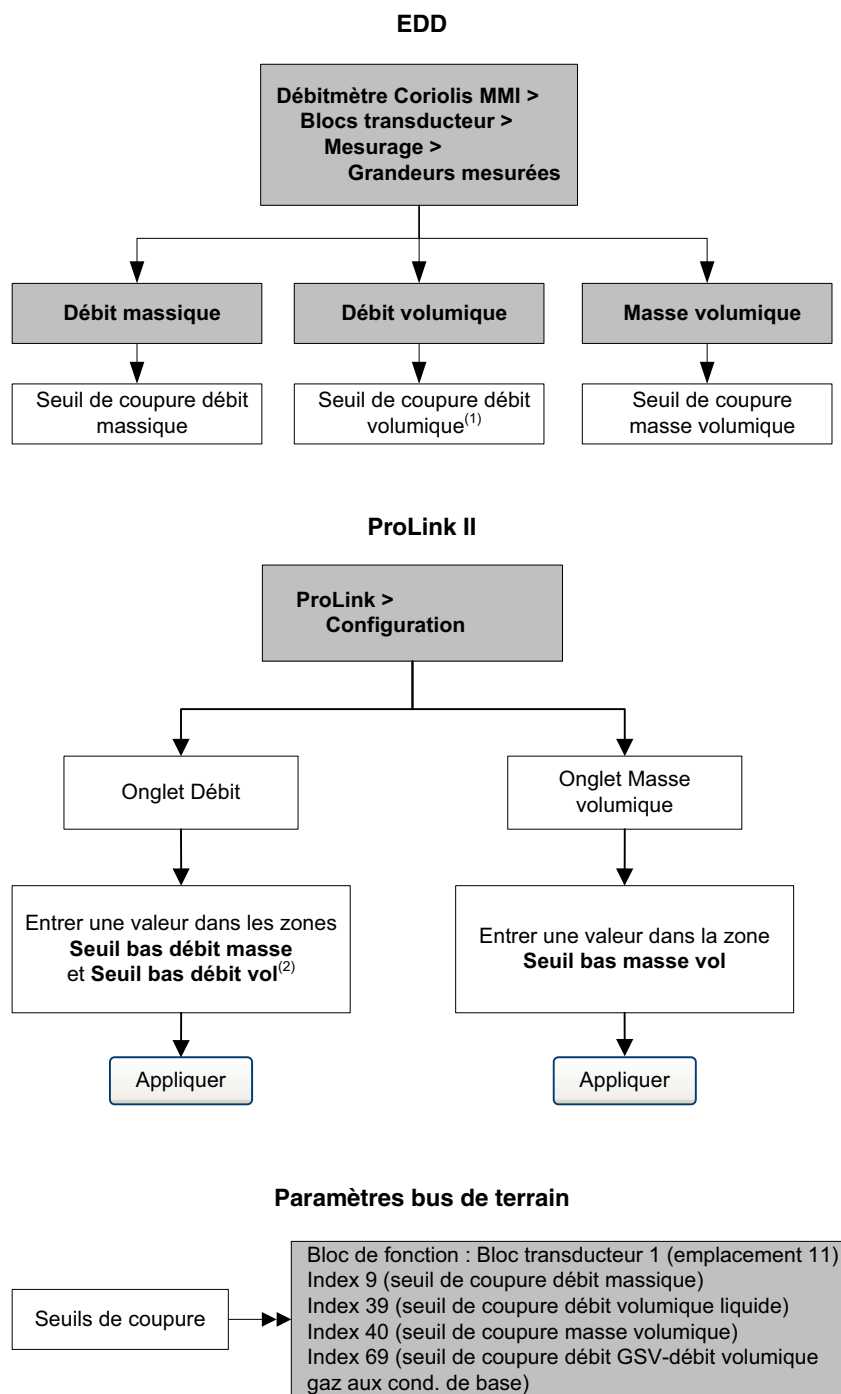 EDD
Débitmètre Coriolis MMI >
Blocs transducteur >
Mesurage >
Grandeurs mesurées
Débit massique
Débit volumique
Masse volumique
Seuil de coupure débit
massique
Seuil de coupure débit
volumique(1)
Seuil de coupure
masse volumique
ProLink II
ProLink >
Configuration
Onglet Débit
Onglet Masse
volumique
Entrer une valeur dans les zones
Seuil bas débit masse
et Seuil bas débit vol(2)
Entrer une valeur dans la zone
Seuil bas masse vol
Appliquer
Appliquer
Paramètres bus de terrain
Seuils de coupure
Bloc de fonction : Bloc transducteur 1 (emplacement 11)
Index 9 (seuil de coupure débit massique)
Index 39 (seuil de coupure débit volumique liquide)
Index 40 (seuil de coupure masse volumique)
Index 69 (seuil de coupure débit GSV-débit volumique
gaz aux cond. de base)